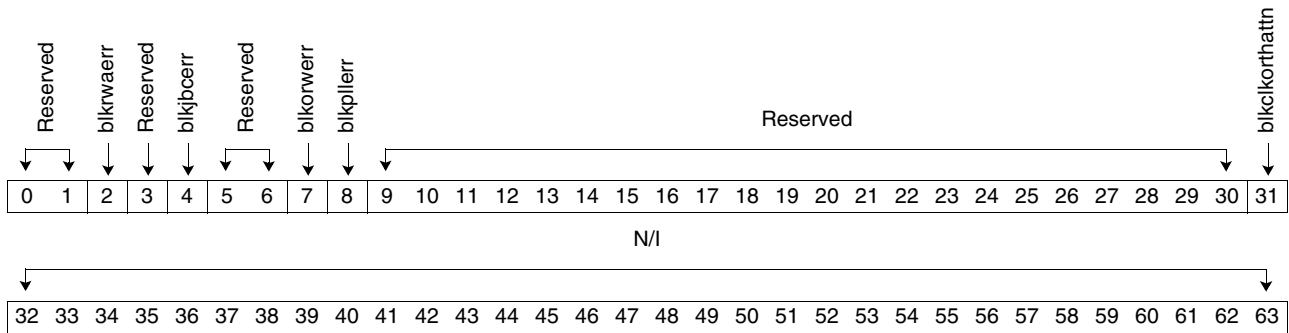 Reserved
blkrwaerr
Reserved
blkjbcerr
Reserved
blkorwerr
blkpllerr
Reserved
blkclkorthattn
0 1 2 3 4 5 6 7 8 9 10 11 12 13 14 15 16 17 18 19 20 21 22 23 24 25 26 27 28 29 30 31
N/I
32 33 34 35 36 37 38 39 40 41 42 43 44 45 46 47 48 49 50 51 52 53 54 55 56 57 58 59 60 61 62 63